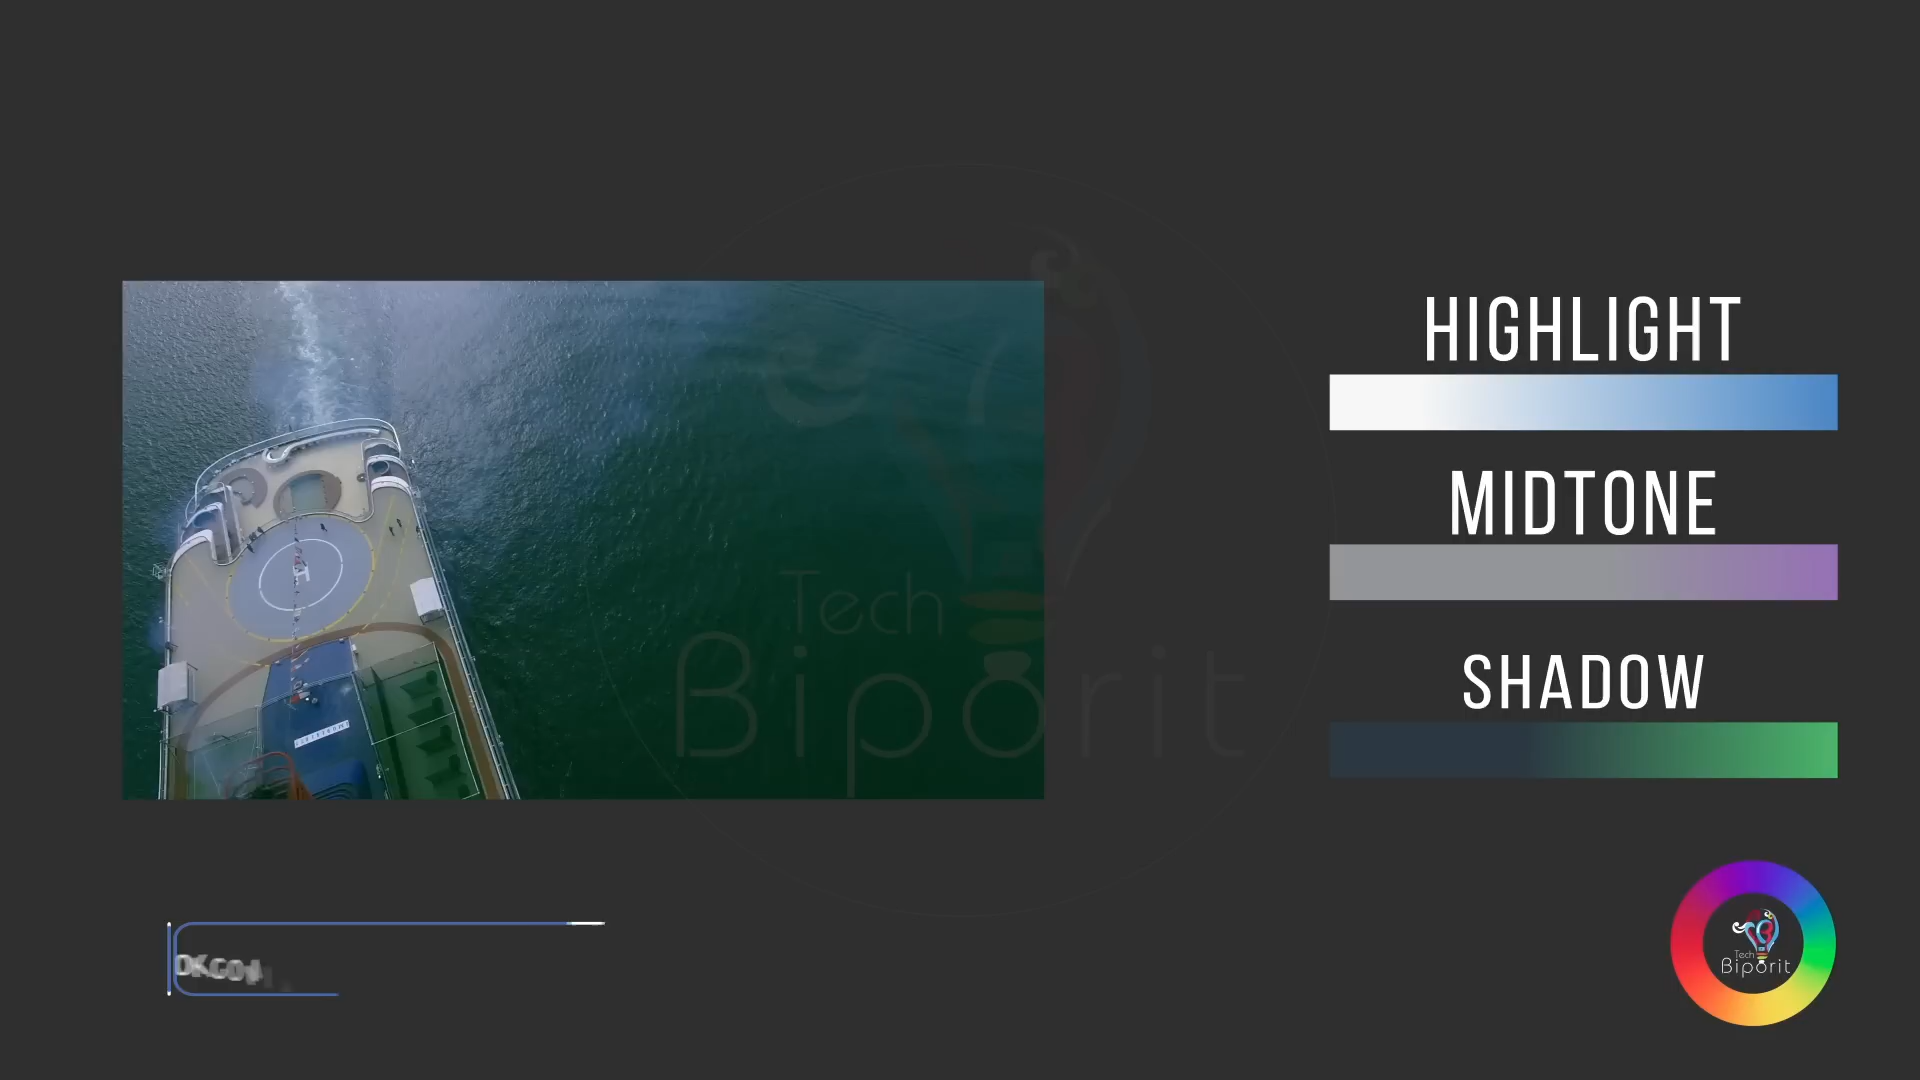 HIGHLIGHT
MIDTONE
SHADOW
Tech
Biporit
H
Tech
Biporit